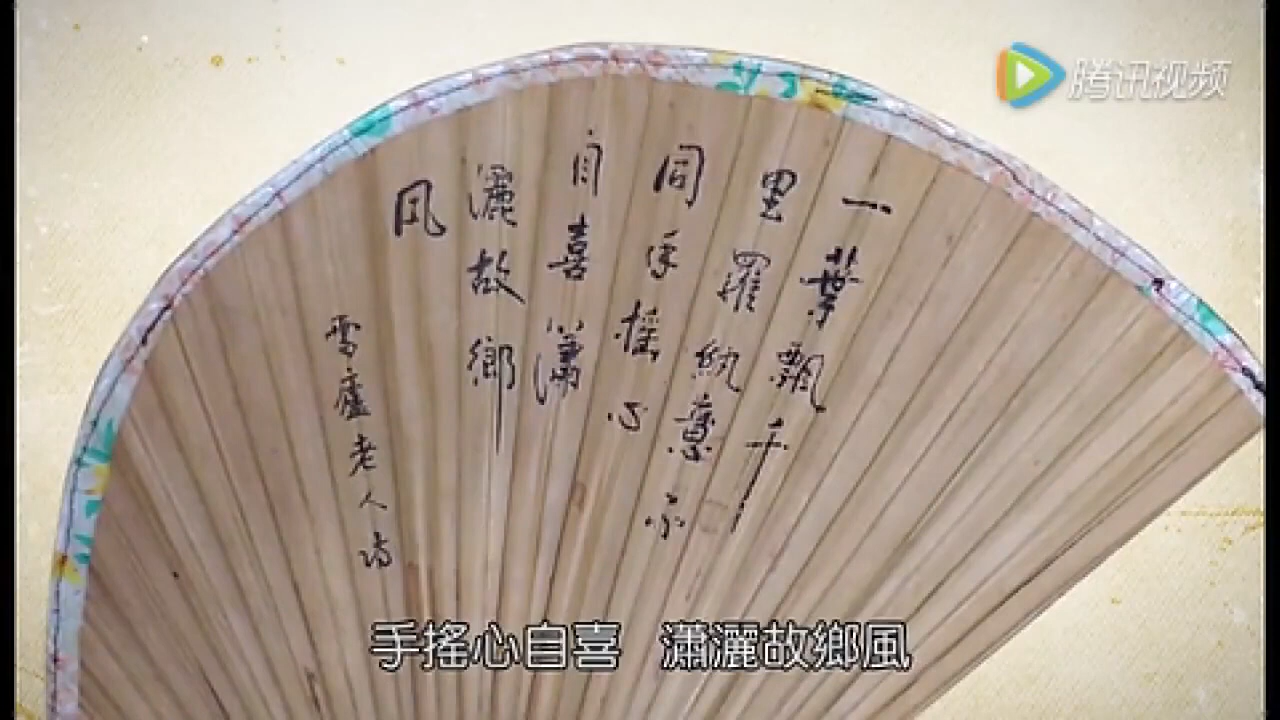 腾讯视频
一葉飄千
里羅紈意不
同手搖心
自喜瀟
灑故鄉
風
雪廬老人詩
手搖心自喜 瀟灑故鄉風